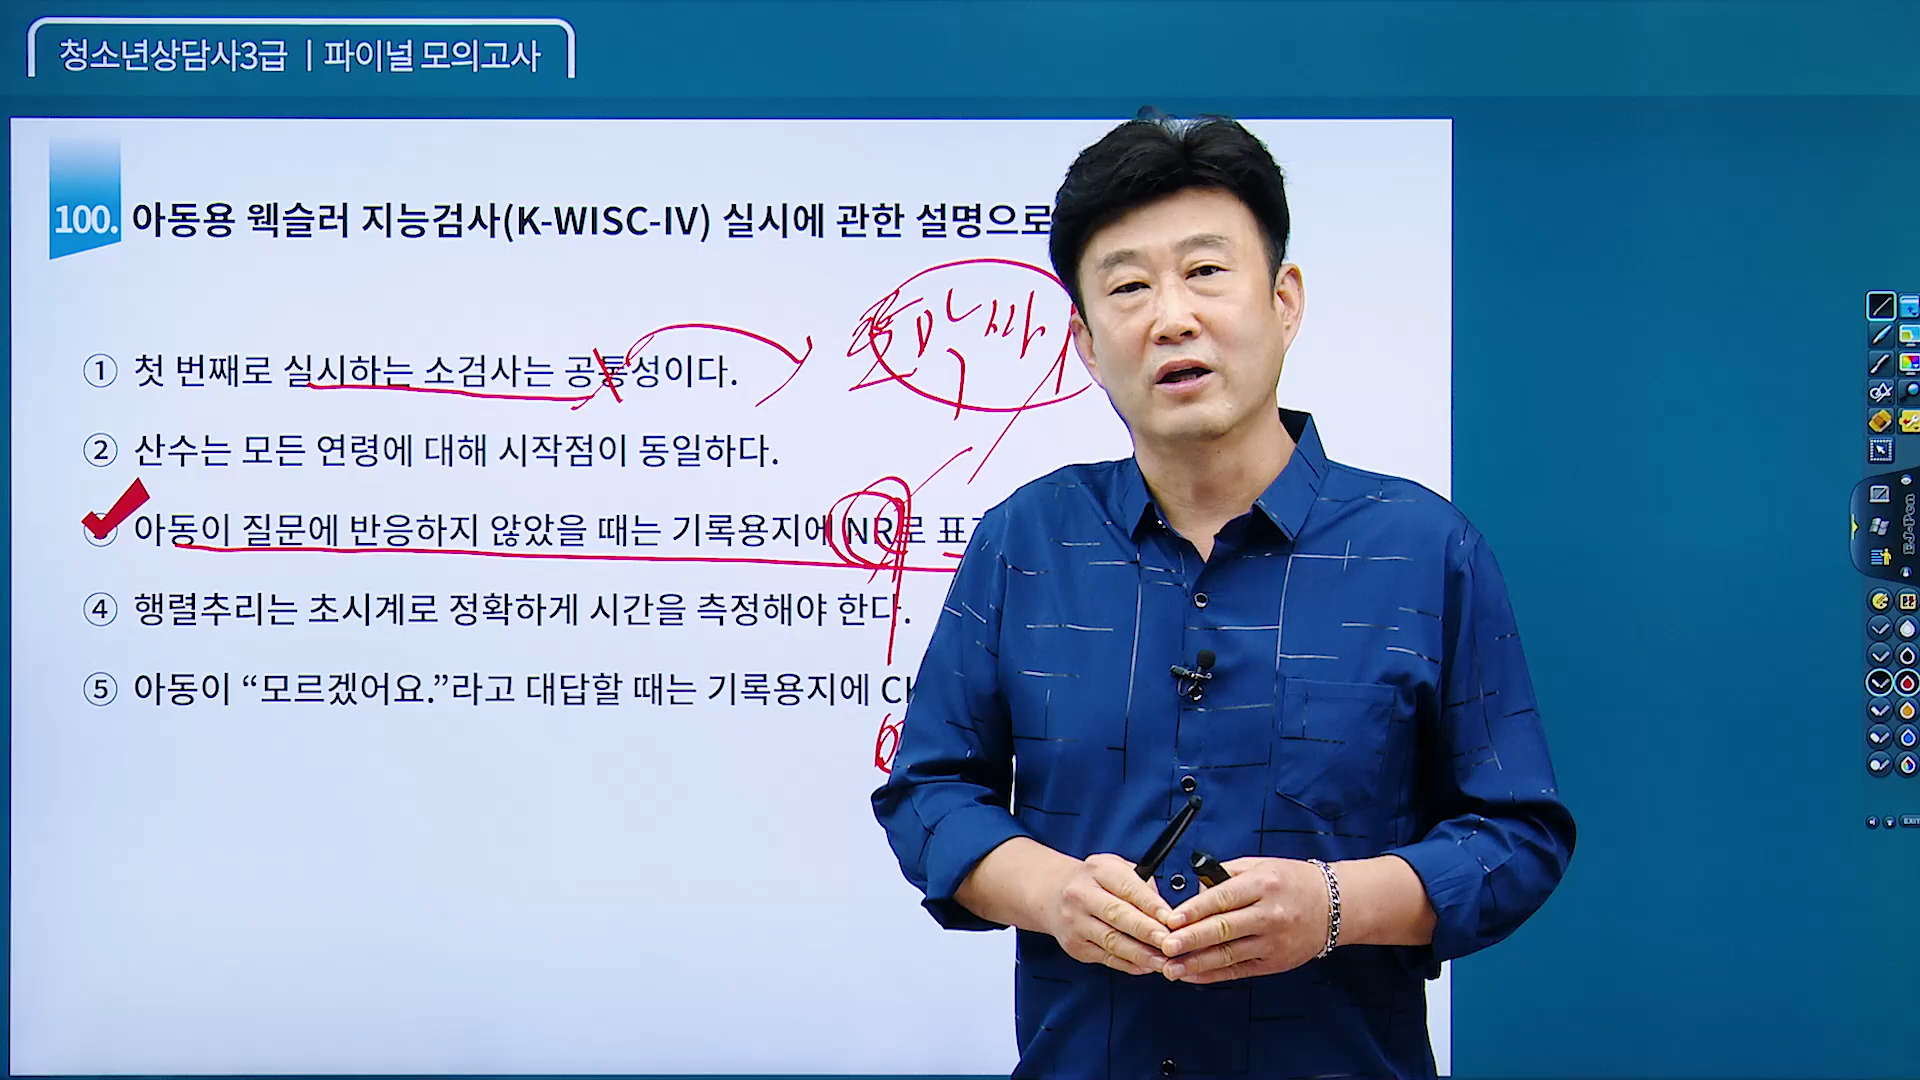 청소년상담사3급 | 파이널 모의고사
100. 아동용 웩슬러 지능검사(K-WISC-IV) 실시에 관한 설명으로
① 첫 번째로 실시하는 소검사는 공통성이다.
② 산수는 모든 연령에 대해 시작점이 동일하다.
아동이 질문에 반응하지 않았을 때는 기록용지에 NR로
④ 행렬추리는 초시계로 정확하게 시간을 측정해야 한다.
⑤ 아동이 “모르겠어요.”라고 대답할 때는 기록용지에
EJ-Pen
EXIT